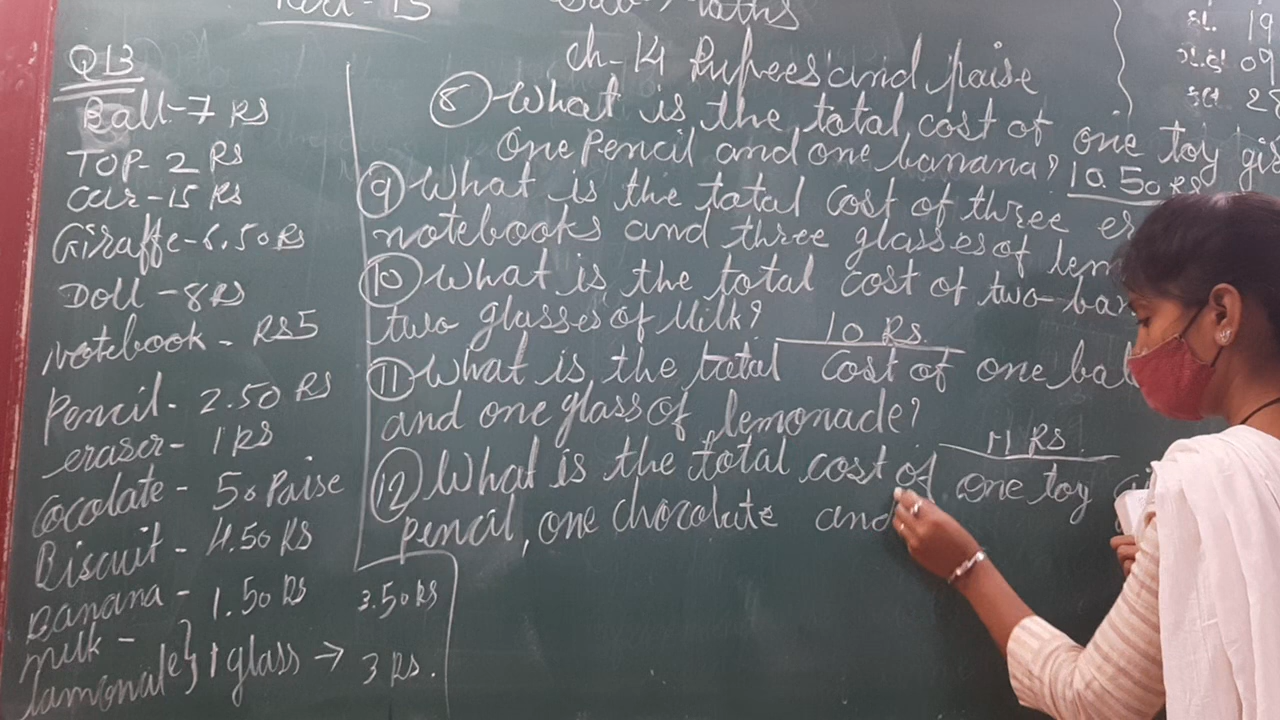 Q13
Ball-7 RS
TOP-2 RS
car-15 RS
Giraffe-6.50 RS
Doll-8 RS
Notebook-RS5
Pencil-2.50 RS
eraser-1 RS
Cocolate-50 Paise
Biscuit-4.50 RS
Banana-1.50 RS
milk-
lamonate } 1 glass →
3.50 RS
3 RS.
ch-14 Rupees and paise
8 What is the total cost of one toy
One Pencil and one banana? 10.50 RS
9 What is the total cost of three
notebooks and three glasses of
10 What is the total cost of two
two glasses of Milk? 10 Rs.
11 What is the total cost of one
and one glass of lemonade? 11 RS.
12 What is the total cost of one toy
pencil, one chocolate and
19
09